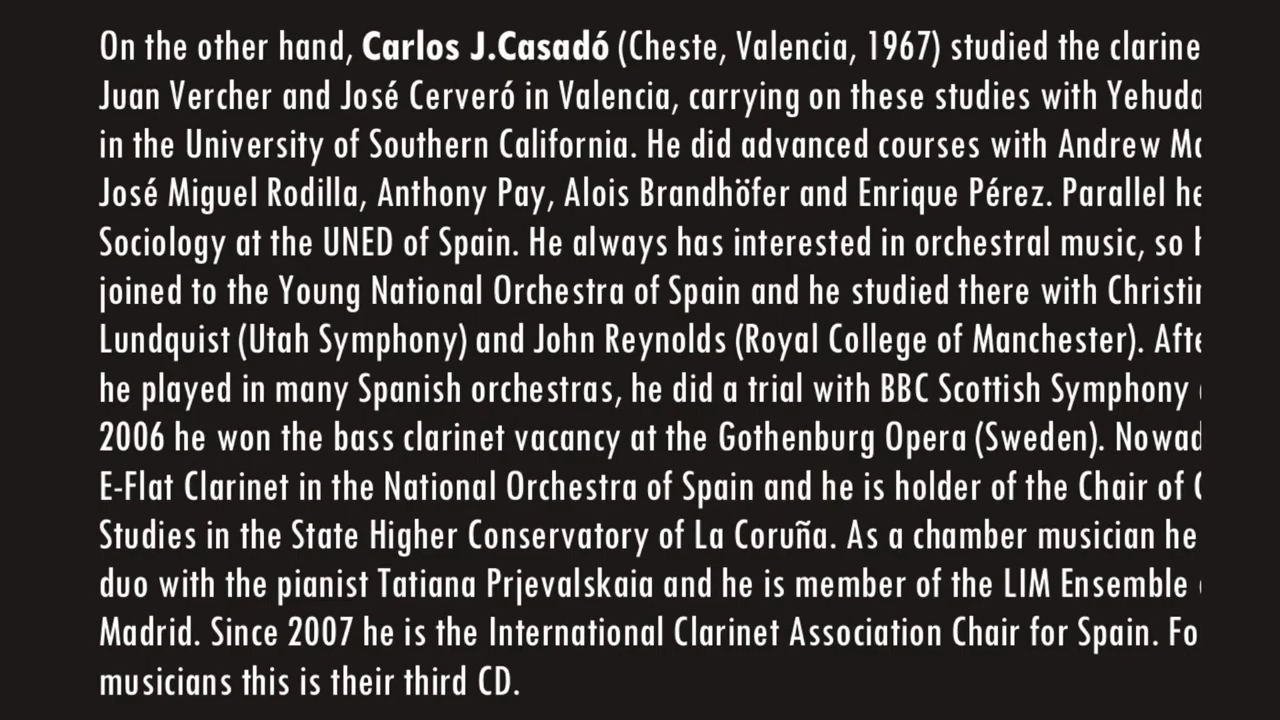 On the other hand, Carlos J.Casadó (Cheste, Valencia, 1967) studied the
Juan Vercher and José Cerveró in Valencia, carrying on these studies with
in the University of Southern California. He did advanced courses with Andrew
José Miguel Rodilla, Anthony Pay, Alois Brandhöfer and Enrique Pérez. Parallel he
Sociology at the UNED of Spain. He always has interested in orchestral music, so
joined to the Young National Orchestra of Spain and he studied there with
Lundquist (Utah Symphony) and John Reynolds (Royal College of Manchester).
he played in many Spanish orchestras, he did a trial with BBC Scottish Symphony
2006 he won the bass clarinet vacancy at the Gothenburg Opera (Sweden).
E-Flat Clarinet in the National Orchestra of Spain and he is holder of the Chair of
Studies in the State Higher Conservatory of La Coruña. As a chamber musician he
duo with the pianist Tatiana Prjevalskaia and he is member of the LIM Ensemble
Madrid. Since 2007 he is the International Clarinet Association Chair for Spain.
musicians this is their third CD.